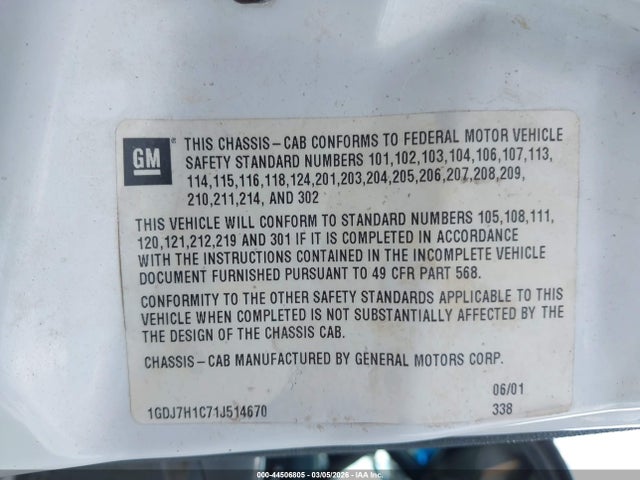 GM ® THIS CHASSIS-CAB CONFORMS TO FEDERAL MOTOR VEHICLE
SAFETY STANDARD NUMBERS 101,102,103,104,106,107,113,
114,115,116,118,124,201,203,204,205,206,207,208,209,
210,211,214, AND 302
THIS VEHICLE WILL CONFORM TO STANDARD NUMBERS 105,108,111,
120,121,212,219 AND 301 IF IT IS COMPLETED IN ACCORDANCE
WITH THE INSTRUCTIONS CONTAINED IN THE INCOMPLETE VEHICLE
DOCUMENT FURNISHED PURSUANT TO 49 CFR PART 568.
CONFORMITY TO THE OTHER SAFETY STANDARDS APPLICABLE TO THIS
VEHICLE WHEN COMPLETED IS NOT SUBSTANTIALLY AFFECTED BY THE
THE DESIGN OF THE CHASSIS CAB.
CHASSIS-CAB MANUFACTURED BY GENERAL MOTORS CORP.
06/01
1GDJ7H1C71J514670 338
000-44506805 - 03/05/2026 - IAABU